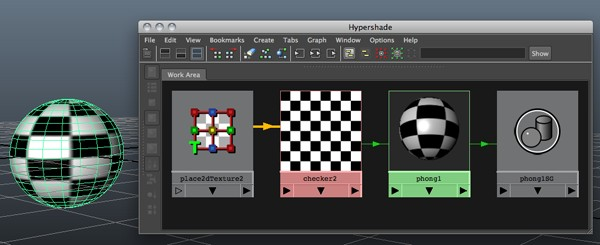 Hypershade
File Edit View Bookmarks Create Tabs Graph Window Options Help
Show
Work Area
place2dTexture2 checker2 phong1 phong1SG